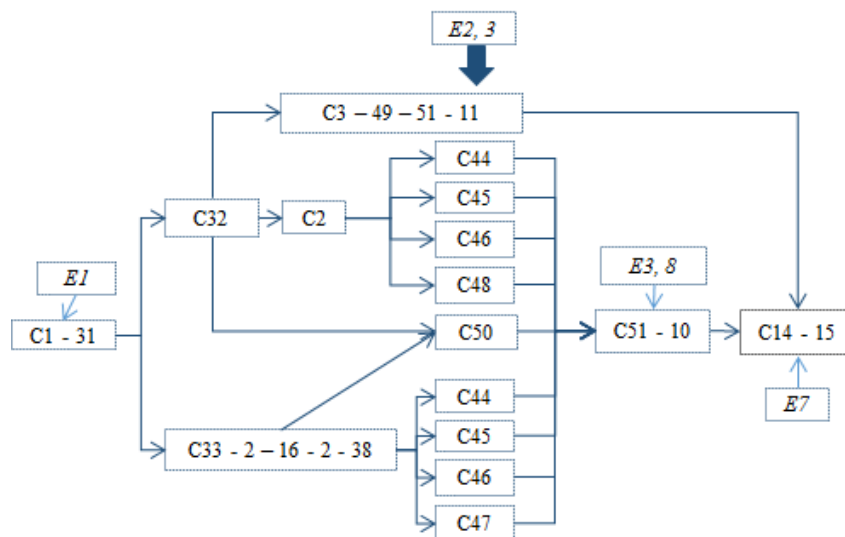 E2, 3
C3 – 49 – 51 - 11
C44
C45
C32
C2
C46
E1
E3, 8
C48
C1 - 31
C50
C51 - 10
C14 - 15
C44
E7
C45
C33 - 2 – 16 - 2 - 38
C46
C47